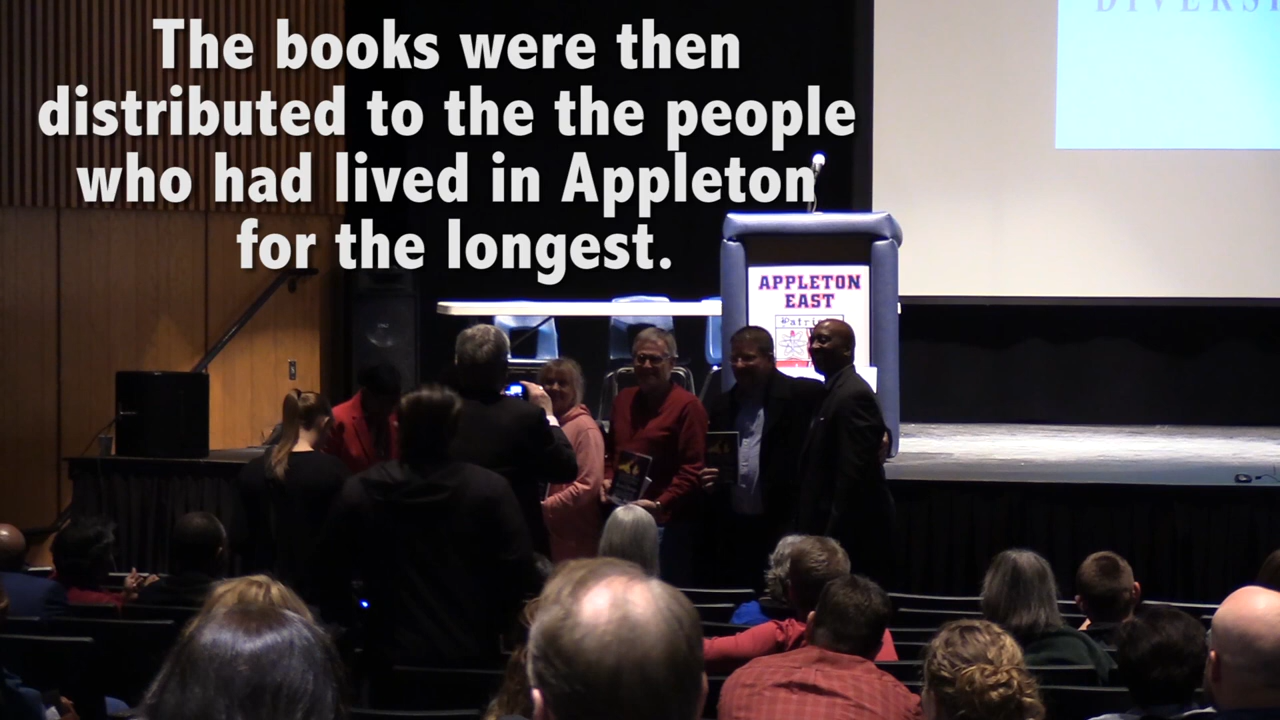 The books were then
distributed to the the people
who had lived in Appleton
for the longest.
APPLETON
EAST